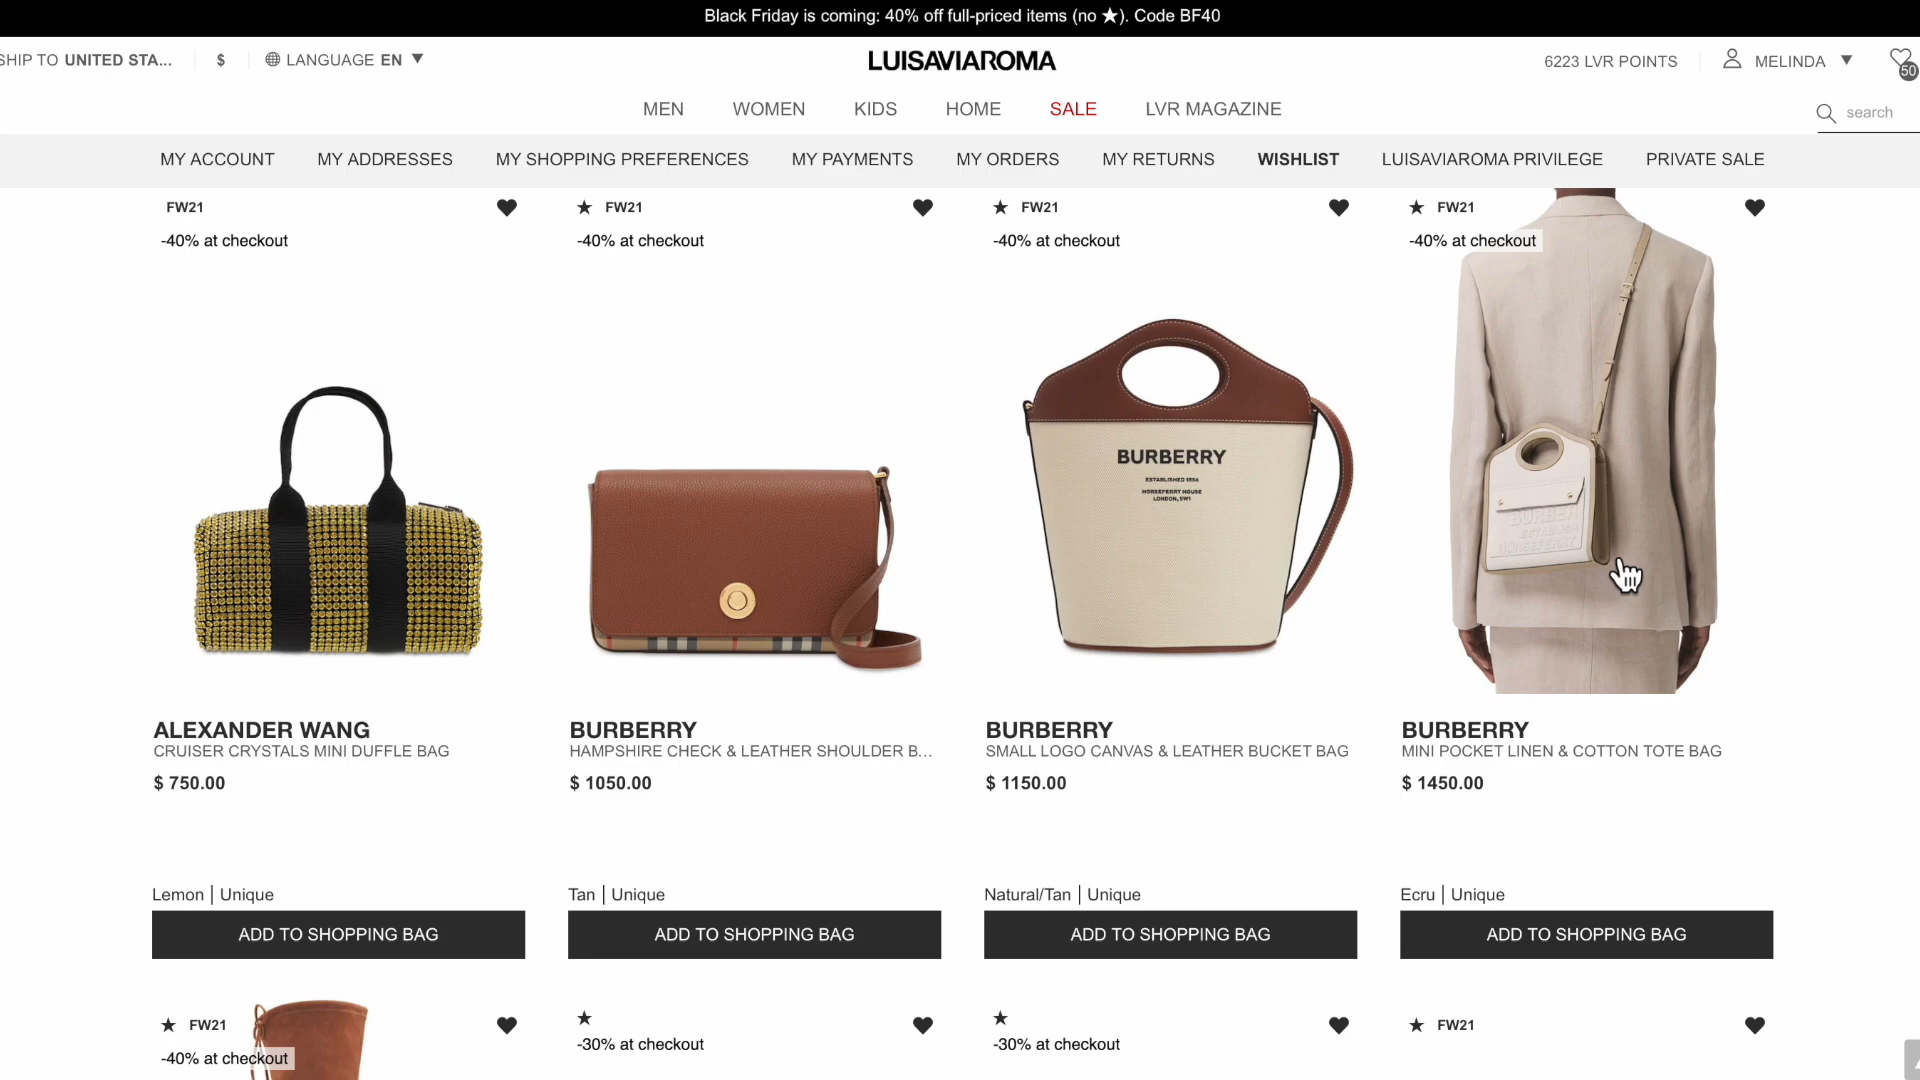 Black Friday is coming: 40% off full-priced items (no ★). Code BF40
SHIP TO UNITED STA...
$
LANGUAGE EN ▼
LUISAVIAROMA
6223 LVR POINTS
MELINDA ▼
50
MEN
WOMEN
KIDS
HOME
SALE
LVR MAGAZINE
search
MY ACCOUNT
MY ADDRESSES
MY SHOPPING PREFERENCES
MY PAYMENTS
MY ORDERS
MY RETURNS
WISHLIST
LUISAVIAROMA PRIVILEGE
PRIVATE SALE
FW21
-40% at checkout
★ FW21
-40% at checkout
★ FW21
-40% at checkout
★ FW21
-40% at checkout
BURBERRY
ESTABLISHED 1856
HORSEFERRY HOUSE
LONDON, SW1
ALEXANDER WANG
CRUISER CRYSTALS MINI DUFFLE BAG
$ 750.00
BURBERRY
HAMPSHIRE CHECK & LEATHER SHOULDER B...
$ 1050.00
BURBERRY
SMALL LOGO CANVAS & LEATHER BUCKET BAG
$ 1150.00
BURBERRY
MINI POCKET LINEN & COTTON TOTE BAG
$ 1450.00
Lemon | Unique
ADD TO SHOPPING BAG
Tan | Unique
ADD TO SHOPPING BAG
Natural/Tan | Unique
ADD TO SHOPPING BAG
Ecru | Unique
ADD TO SHOPPING BAG
★ FW21
-40% at checkout
★
-30% at checkout
★
-30% at checkout
★ FW21